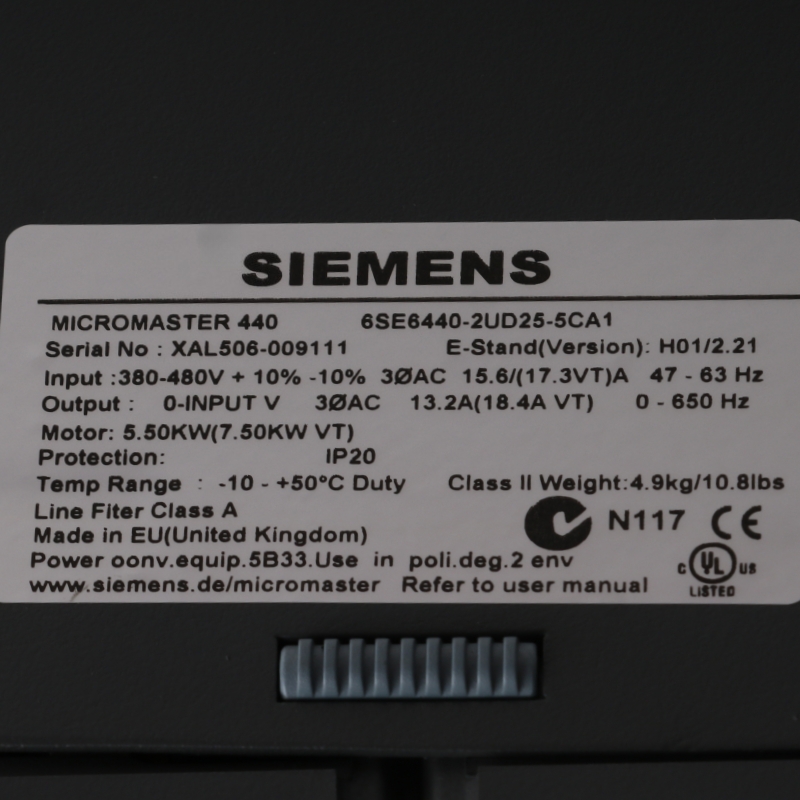 SIEMENS
MICROMASTER 440 6SE6440-2UD25-5CA1
Serial No : XAL506-009111 E-Stand(Version): H01/2.21
Input :380-480V + 10% -10% 3ØAC 15.6/(17.3VT)A 47 - 63 Hz
Output : 0-INPUT V 3ØAC 13.2A(18.4A VT) 0 - 650 Hz
Motor: 5.50KW(7.50KW VT)
Protection: IP20
Temp Range : -10 - +50°C Duty Class II Weight:4.9kg/10.8lbs
Line Fiter Class A
N117 CE
Made in EU(United Kingdom)
Power oonv.equip.5B33.Use in poli.deg.2 env
C UL US
www.siemens.de/micromaster Refer to user manual
LISTED